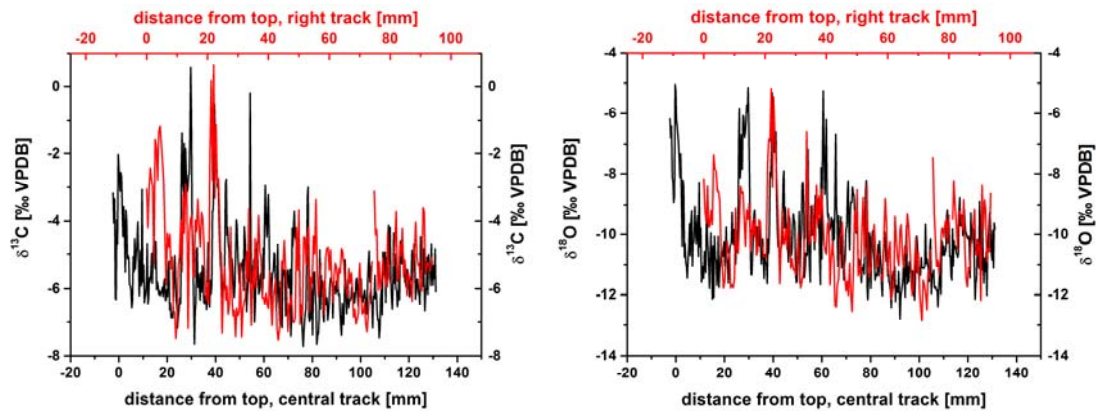 distance from top, right track [mm]
-20 0 20 40 60 80 100
0 0
-2 -2
-4 -4
-6 -6
-8 -8
δ13C [‰ VPDB]
δ13C [‰ VPDB]
-20 0 20 40 60 80 100 120 140
distance from top, central track [mm]
distance from top, right track [mm]
-20 0 20 40 60 80 100
-4 -4
-6 -6
-8 -8
-10 -10
-12 -12
-14 -14
δ18O [‰ VPDB]
δ18O [‰ VPDB]
-20 0 20 40 60 80 100 120 140
distance from top, central track [mm]